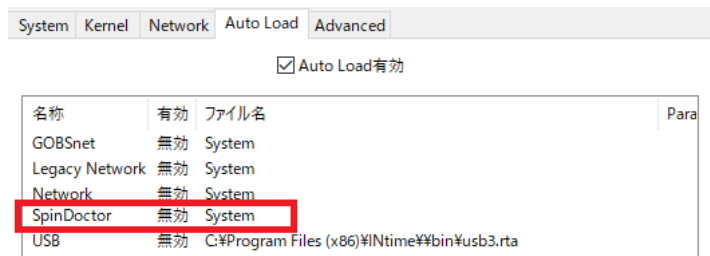 System Kernel Network Auto Load Advanced
Auto Load有効
名称 有効 ファイル名 Para
GOBSnet 無効 System
Legacy Network 無効 System
Network 無効 System
SpinDoctor 無効 System
USB 無効 C:¥Program Files (x86)¥INtime¥¥bin¥usb3.rta